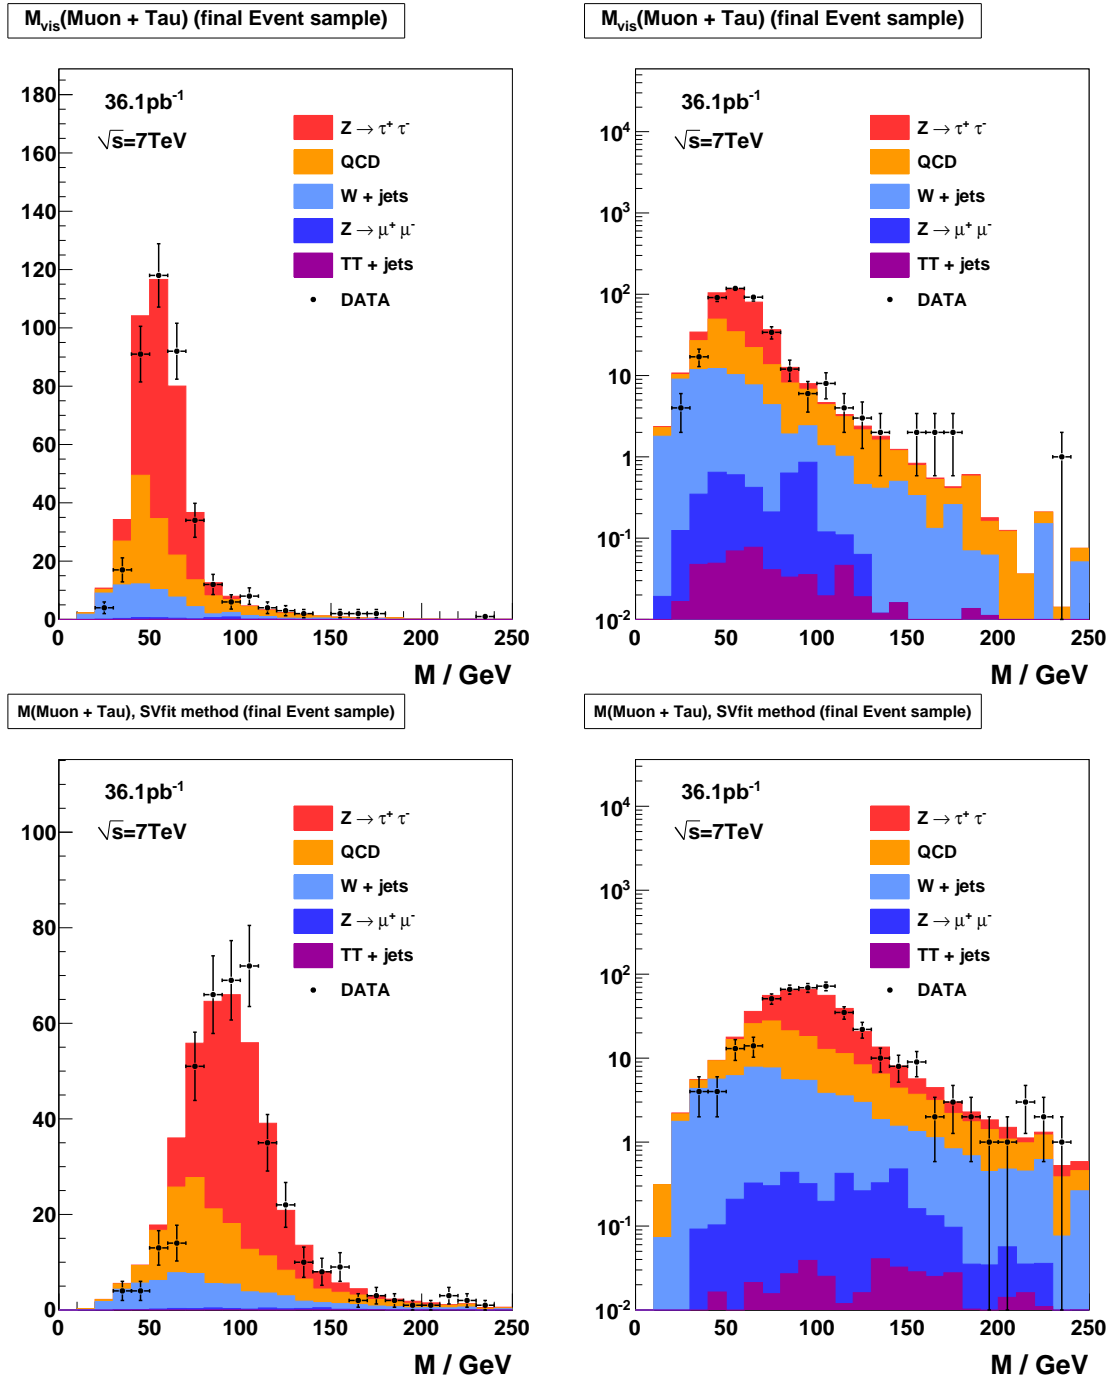 M_vis(Muon + Tau) (final Event sample)
36.1pb⁻¹
√s=7TeV
Z → τ⁺ τ⁻
QCD
W + jets
Z → μ⁺ μ⁻
TT + jets
DATA
180
160
140
120
100
80
60
40
20
0
0 50 100 150 200 250
M / GeV
M_vis(Muon + Tau) (final Event sample)
36.1pb⁻¹
√s=7TeV
Z → τ⁺ τ⁻
QCD
W + jets
Z → μ⁺ μ⁻
TT + jets
DATA
10⁴
10³
10²
10
1
10⁻¹
10⁻²
0 50 100 150 200 250
M / GeV
M(Muon + Tau), SVfit method (final Event sample)
36.1pb⁻¹
√s=7TeV
Z → τ⁺ τ⁻
QCD
W + jets
Z → μ⁺ μ⁻
TT + jets
DATA
100
80
60
40
20
0
0 50 100 150 200 250
M / GeV
M(Muon + Tau), SVfit method (final Event sample)
36.1pb⁻¹
√s=7TeV
Z → τ⁺ τ⁻
QCD
W + jets
Z → μ⁺ μ⁻
TT + jets
DATA
10⁴
10³
10²
10
1
10⁻¹
10⁻²
0 50 100 150 200 250
M / GeV